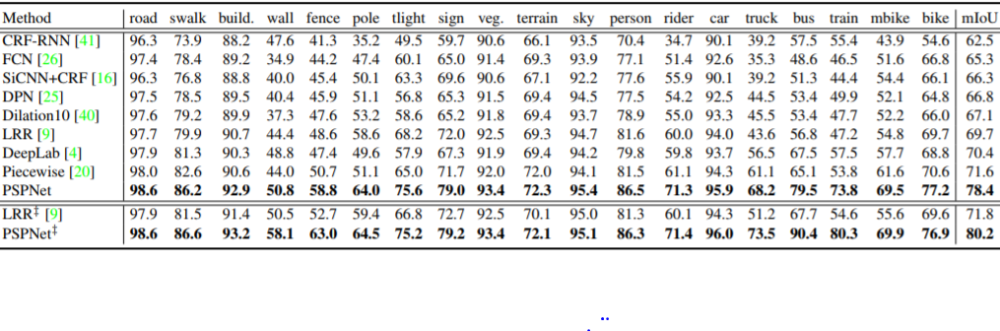 Method road swalk build. wall fence pole tlight sign veg. terrain sky person rider car truck bus train mbike bike mIoU
CRF-RNN [41] 96.3 73.9 88.2 47.6 41.3 35.2 49.5 59.7 90.6 66.1 93.5 70.4 34.7 90.1 39.2 57.5 55.4 43.9 54.6 62.5
FCN [26] 97.4 78.4 89.2 34.9 44.2 47.4 60.1 65.0 91.4 69.3 93.9 77.1 51.4 92.6 35.3 48.6 46.5 51.6 66.8 65.3
SiCNN+CRF [16] 96.3 76.8 88.8 40.0 45.4 50.1 63.3 69.6 90.6 67.1 92.2 77.6 55.9 90.1 39.2 51.3 44.4 54.4 66.1 66.3
DPN [25] 97.5 78.5 89.5 40.4 45.9 51.1 56.8 65.3 91.5 69.4 94.5 77.5 54.2 92.5 44.5 53.4 49.9 52.1 64.8 66.8
Dilation10 [40] 97.6 79.2 89.9 37.3 47.6 53.2 58.6 65.2 91.8 69.4 93.7 78.9 55.0 93.3 45.5 53.4 47.7 52.2 66.0 67.1
LRR [9] 97.7 79.9 90.7 44.4 48.6 58.6 68.2 72.0 92.5 69.3 94.7 81.6 60.0 94.0 43.6 56.8 47.2 54.8 69.7 69.7
DeepLab [4] 97.9 81.3 90.3 48.8 47.4 49.6 57.9 67.3 91.9 69.4 94.2 79.8 59.8 93.7 56.5 67.5 57.5 57.7 68.8 70.4
Piecewise [20] 98.0 82.6 90.6 44.0 50.7 51.1 65.0 71.7 92.0 72.0 94.1 81.5 61.1 94.3 61.1 65.1 53.8 61.6 70.6 71.6
PSPNet 98.6 86.2 92.9 50.8 58.8 64.0 75.6 79.0 93.4 72.3 95.4 86.5 71.3 95.9 68.2 79.5 73.8 69.5 77.2 78.4
LRR‡ [9] 97.9 81.5 91.4 50.5 52.7 59.4 66.8 72.7 92.5 70.1 95.0 81.3 60.1 94.3 51.2 67.7 54.6 55.6 69.6 71.8
PSPNet‡ 98.6 86.6 93.2 58.1 63.0 64.5 75.2 79.2 93.4 72.1 95.1 86.3 71.4 96.0 73.5 90.4 80.3 69.9 76.9 80.2